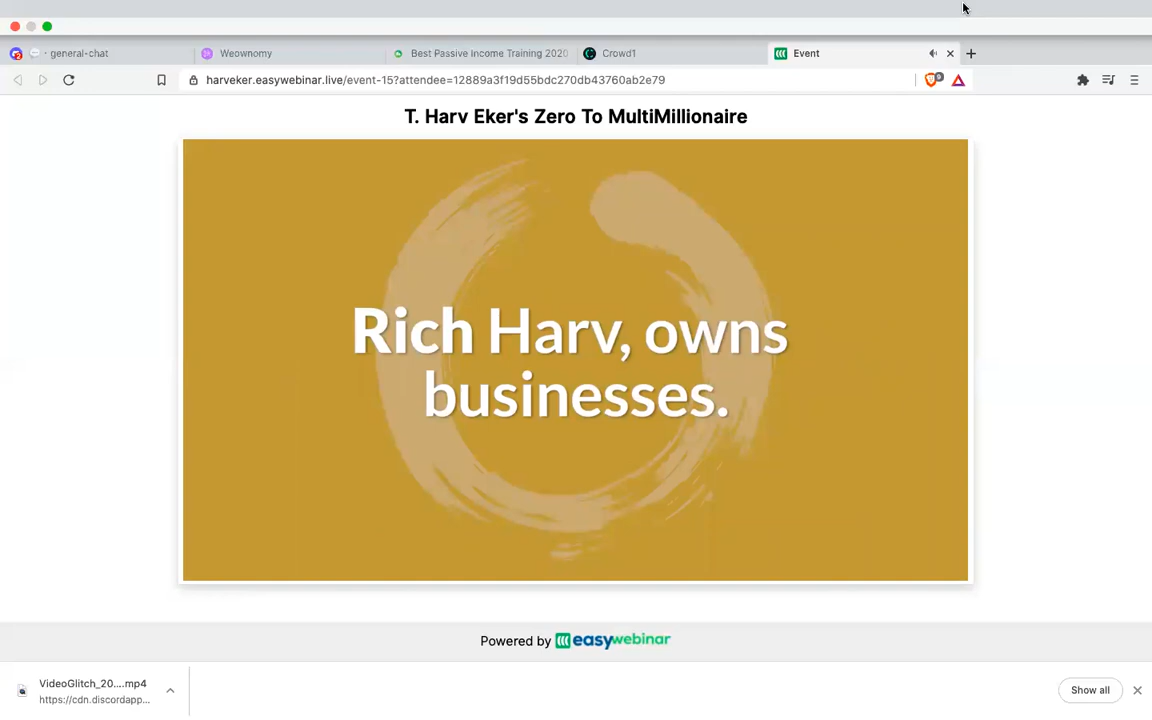 general-chat
Weownomy
Best Passive Income Training 2020
Crowd1
Event
harveker.easywebinar.live/event-15?attendee=12889a3f19d55bdc270db43760ab2e79
T. Harv Eker's Zero To MultiMillionaire
Rich Harv, owns
businesses.
Powered by easywebinar
VideoGlitch_20....mp4
https://cdn.discordapp...
Show all